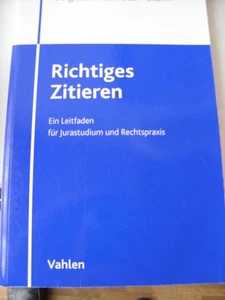 Richtiges
Zitieren
Ein Leitfaden
für Jurastudium und Rechtspraxis
Vahlen